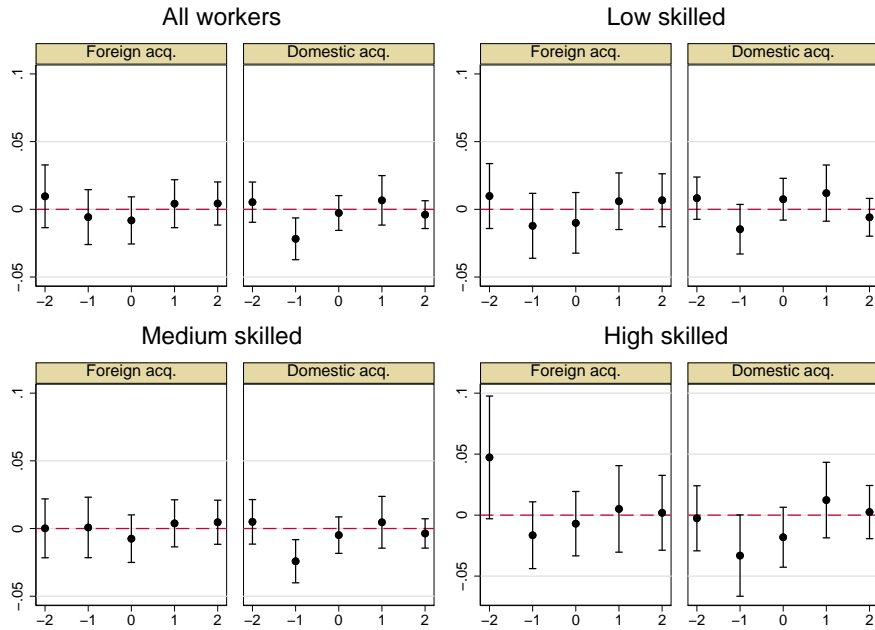 All workers
Foreign acq. Domestic acq.
.1
.05
0
-.05
-2 -1 0 1 2 -2 -1 0 1 2
Low skilled
Foreign acq. Domestic acq.
.1
.05
0
-.05
-2 -1 0 1 2 -2 -1 0 1 2
Medium skilled
Foreign acq. Domestic acq.
.1
.05
0
-.05
-2 -1 0 1 2 -2 -1 0 1 2
High skilled
Foreign acq. Domestic acq.
.1
.05
0
-.05
-2 -1 0 1 2 -2 -1 0 1 2